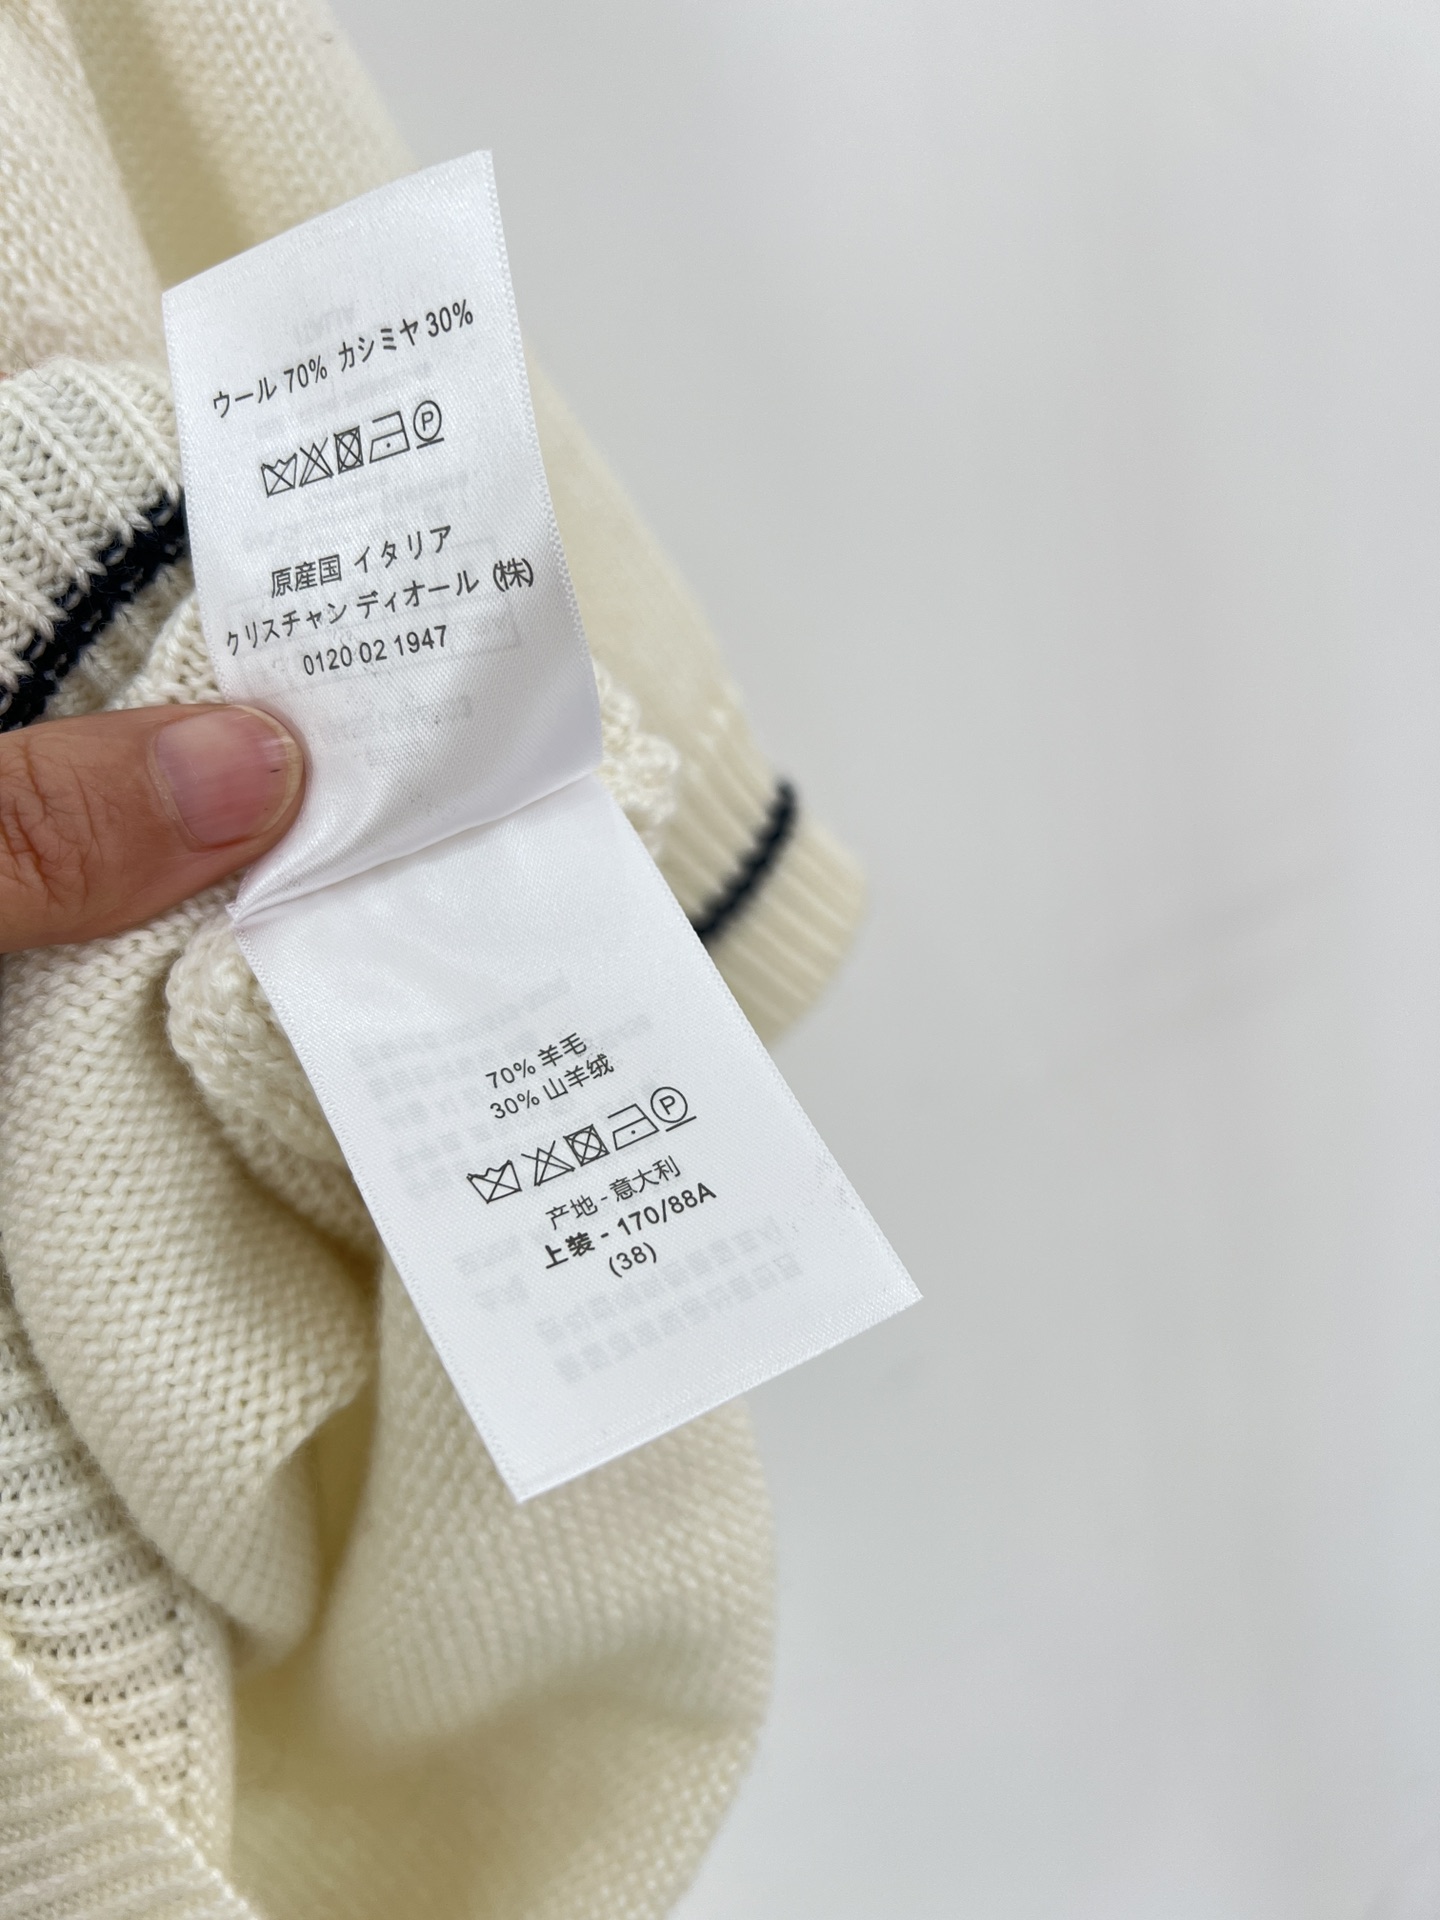 ウール 70% カシミヤ 30%
P
原産国 イタリア
クリスチャン ディオール (株)
0120 02 1947
70% 羊毛
30% 山羊绒
P
产地 - 意大利
上装 - 170/88A
(38)